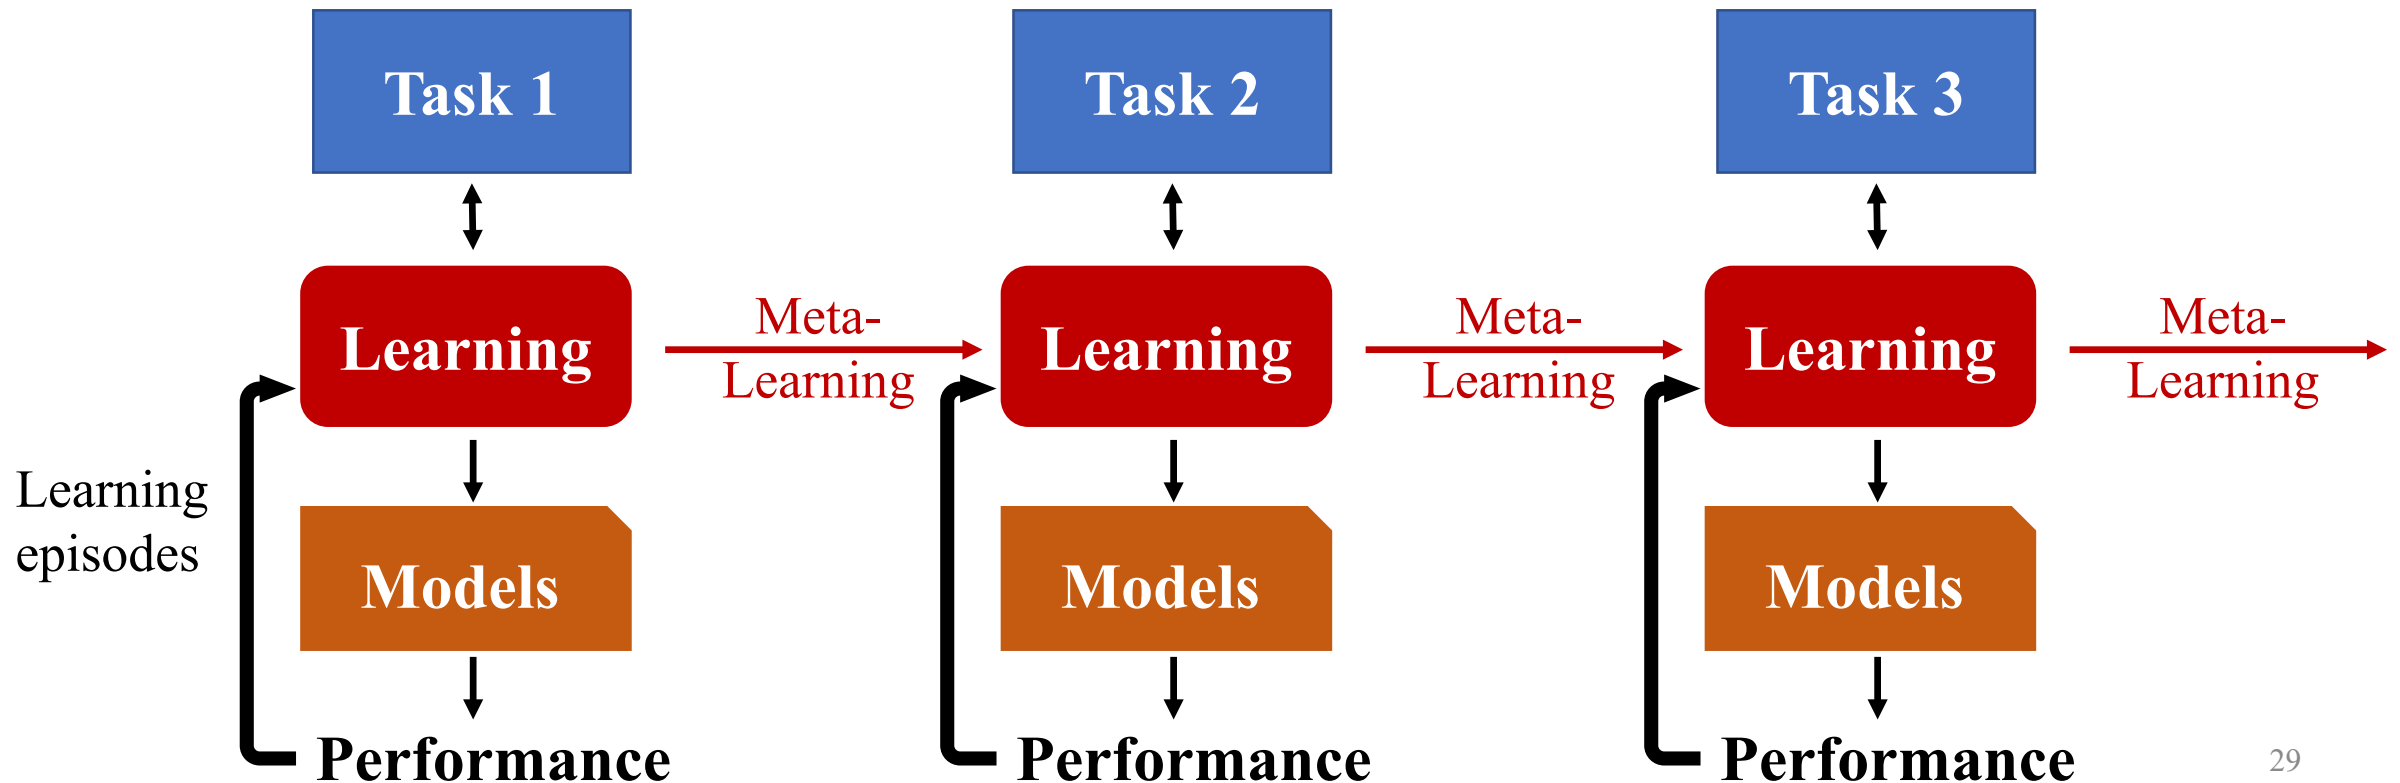 Task 1
Task 2
Task 3
Learning
Meta-
Learning
Learning
Meta-
Learning
Learning
Meta-
Learning
Learning
episodes
Models
Models
Models
Performance
Performance
Performance
29